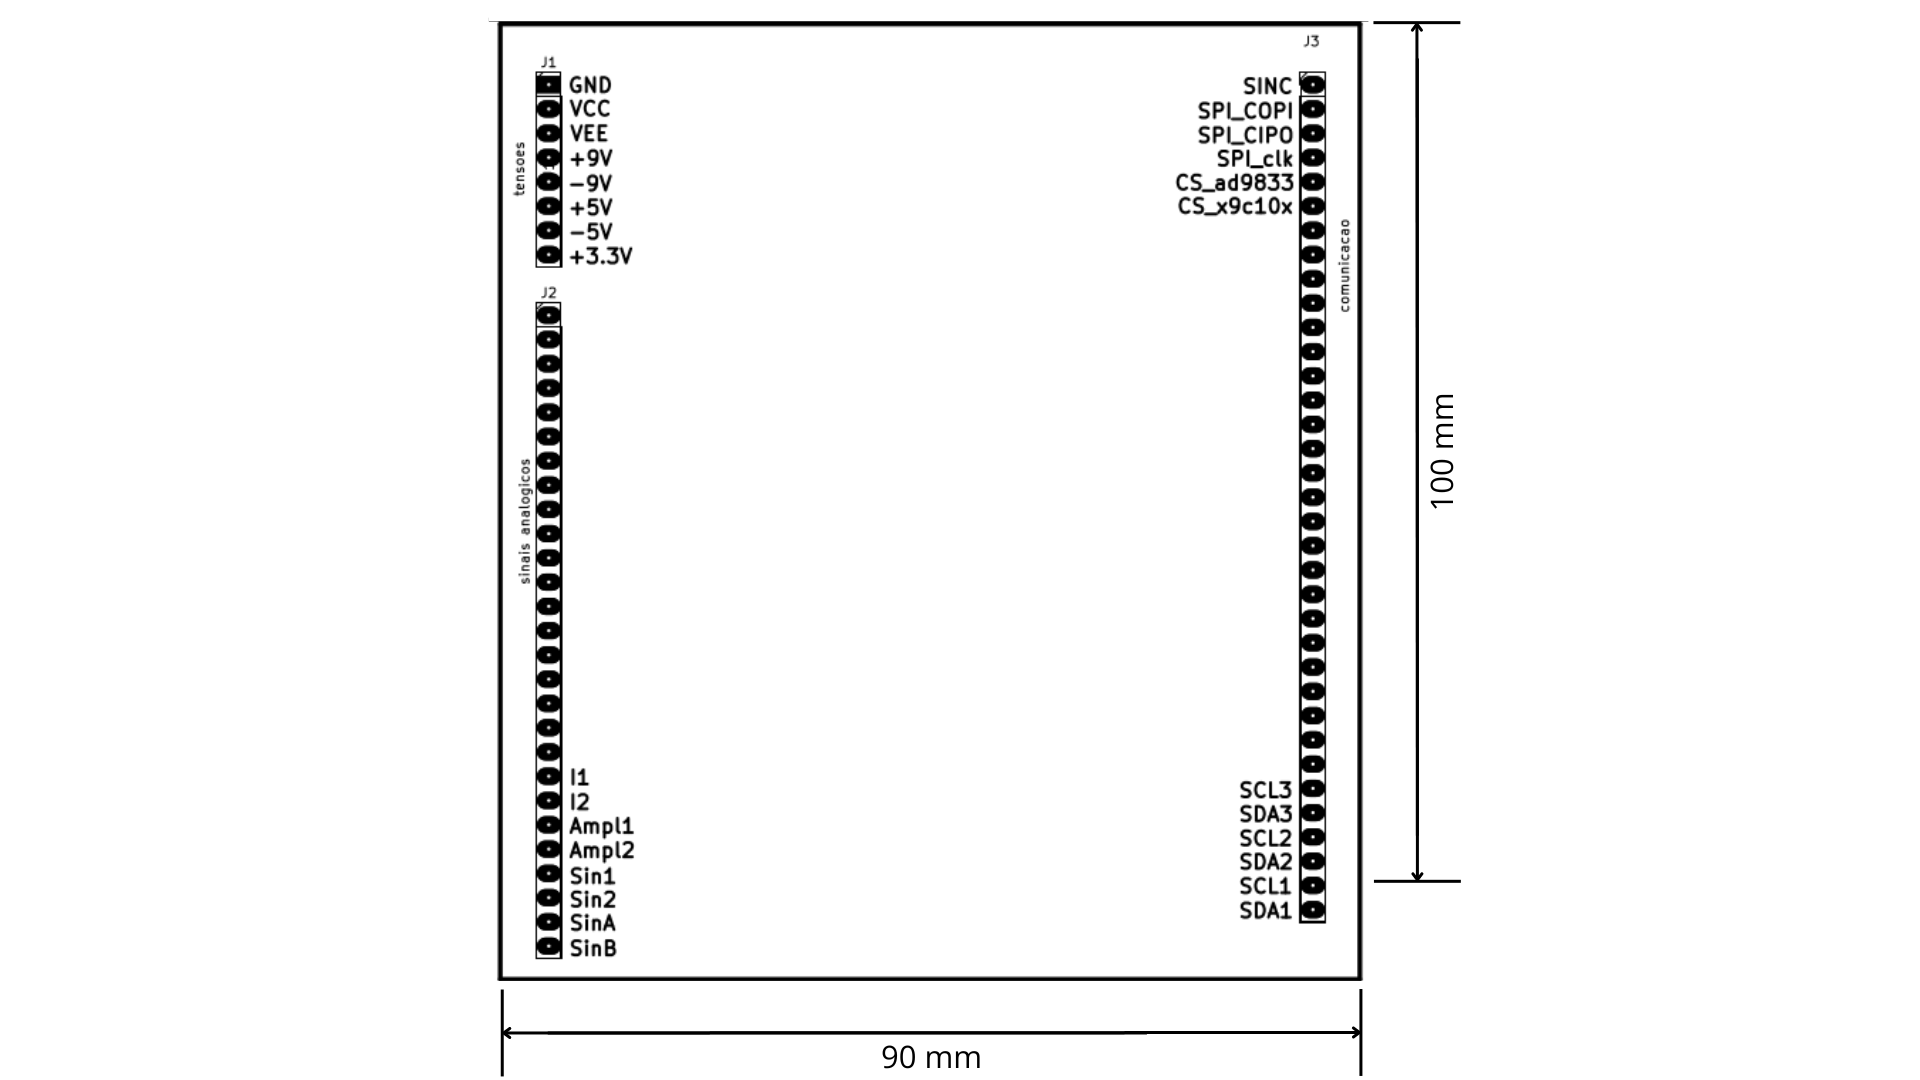 J1
GND
VCC
VEE
+9V
−9V
+5V
−5V
+3.3V
tensoes
J2
sinais analogicos
I1
I2
Ampl1
Ampl2
Sin1
Sin2
SinA
SinB
J3
SINC
SPI_COPI
SPI_CIPO
SPI_clk
CS_ad9833
CS_x9c10x
comunicacao
SCL3
SDA3
SCL2
SDA2
SCL1
SDA1
100 mm
90 mm